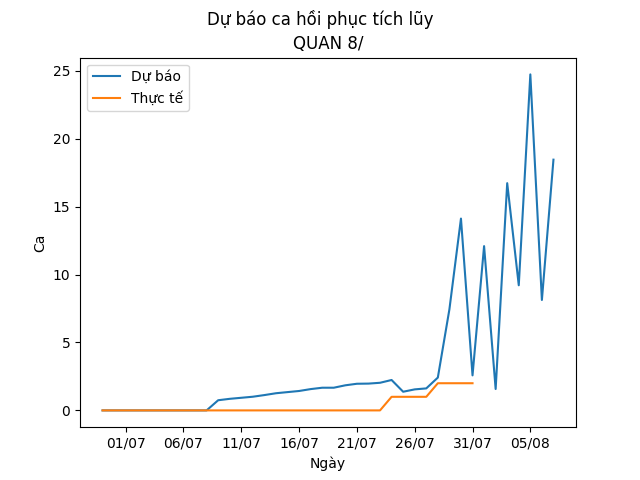 Dự báo ca hồi phục tích lũy
QUAN 8/
Dự báo
Thực tế
25
20
15
10
5
0
Ca
01/07 06/07 11/07 16/07 21/07 26/07 31/07 05/08
Ngày